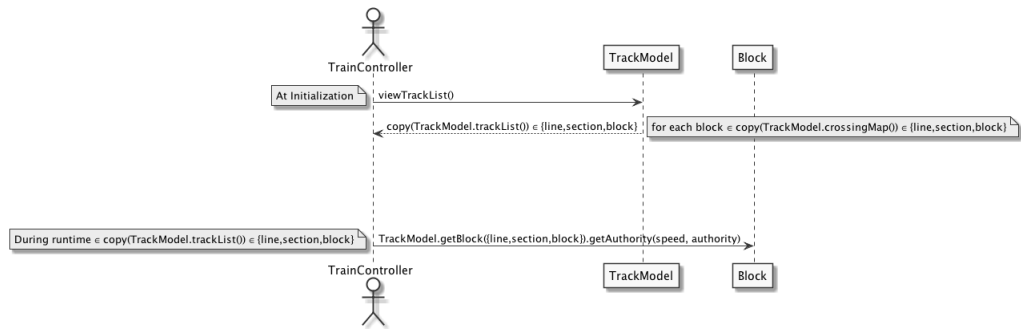 TrainController
TrackModel
Block
At Initialization
viewTrackList()
copy(TrackModel.trackList()) ∈ {line,section,block}
for each block ∈ copy(TrackModel.crossingMap()) ∈ {line,section,block}
During runtime ∈ copy(TrackModel.trackList()) ∈ {line,section,block}
TrackModel.getBlock({line,section,block}).getAuthority(speed, authority)
TrainController
TrackModel
Block